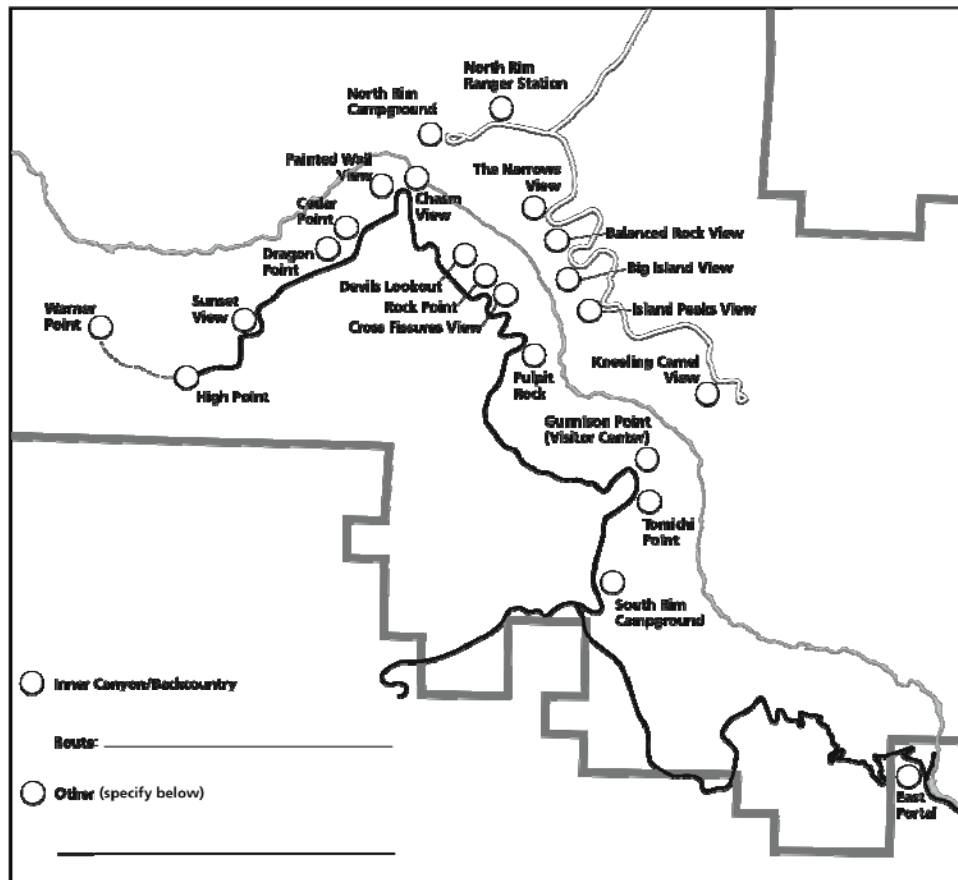 North Rim
Ranger Station
North Rim
Campground
Painted Wall
View
The Narrows
View
Chasm
View
Cedar
Point
Balanced Rock View
Dragon
Point
Big Island View
Devils Lookout
Rock Point
Warner
Point
Sunset
View
Island Peaks View
Cross Fissures View
Kneeling Camel
View
Pulpit
Rock
High Point
Gunnison Point
(Visitor Center)
Tomichi
Point
South Rim
Campground
Inner Canyon/Backcountry
Route:
Other (specify below)
East
Portal